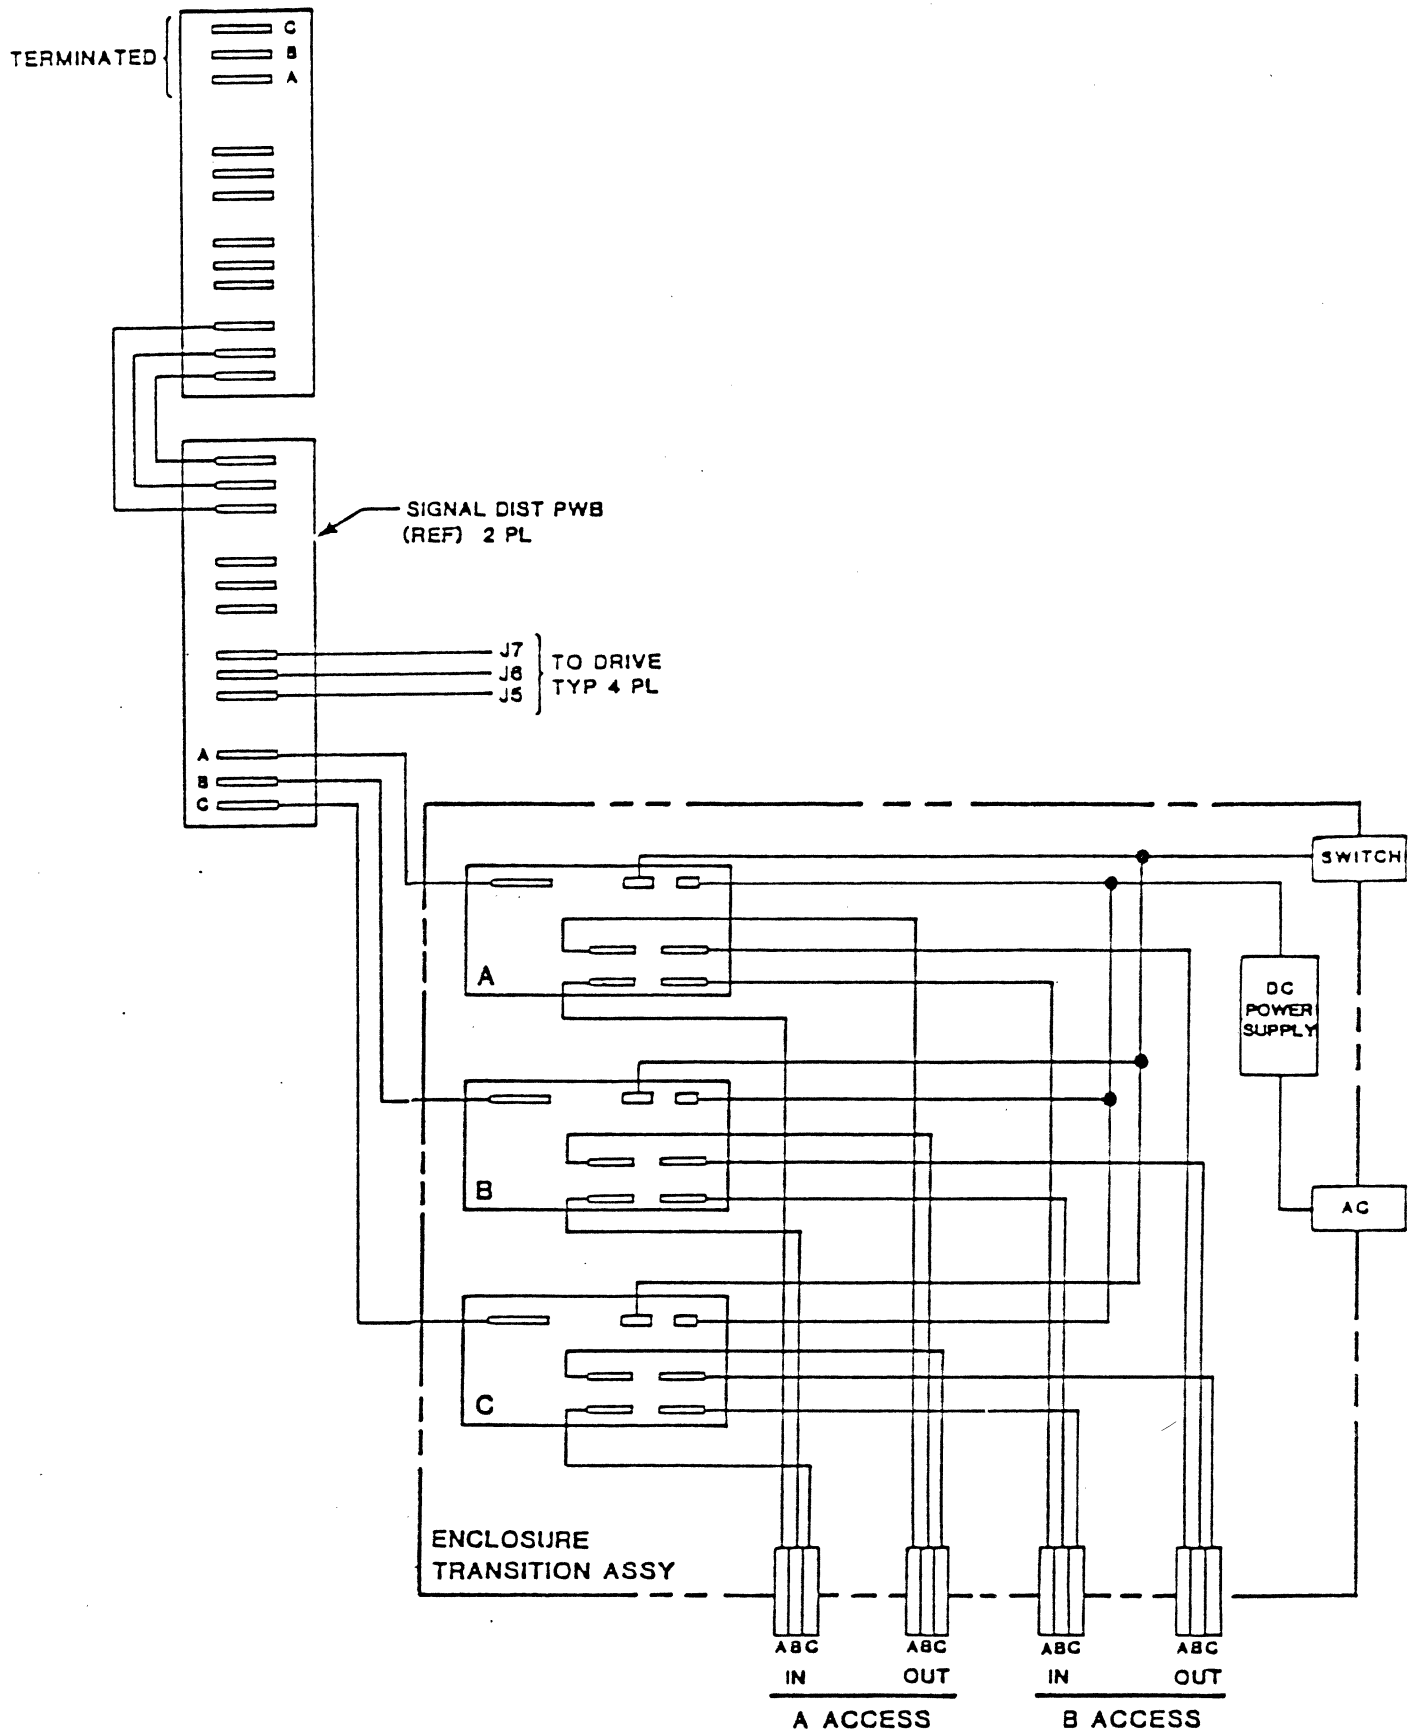 C
TERMINATED
B
A
SIGNAL DIST PWB
(REF) 2 PL
J7
J6
J5
TO DRIVE
TYP 4 PL
A
B
C
SWITCH
A
DC
POWER
SUPPLY
B
AC
C
ENCLOSURE
TRANSITION ASSY
ABC
ABC
ABC
ABC
IN
OUT
IN
OUT
A ACCESS
B ACCESS